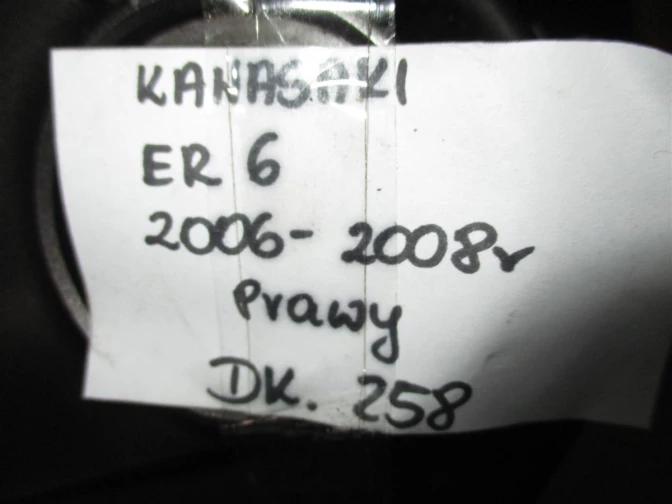 KAWASAKI
ER 6
2006-2008r
Prawy
DK. 258